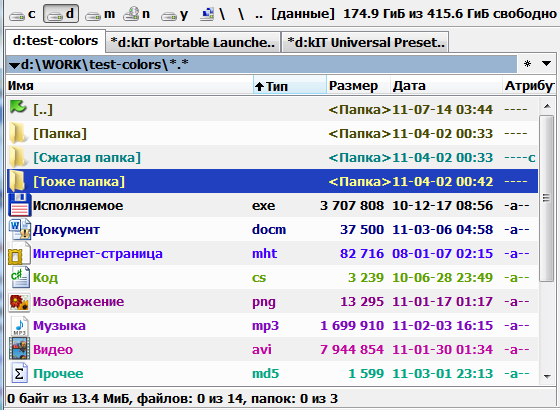 c d m n y \ \ .. [данные] 174.9 ГиБ из 415.6 ГиБ свободно
d:test-colors *d:kIT Portable Launche.. *d:kIT Universal Preset..
▼d:\WORK\test-colors\*.* * ▼
Имя ↑Тип Размер Дата Атрибут
[..] <Папка> 11-07-14 03:44 ----
[Папка] <Папка> 11-04-02 00:33 ----
[Сжатая папка] <Папка> 11-04-02 00:33 ----c
[Тоже папка] <Папка> 11-04-02 00:42 ----
Исполняемое exe 3 707 808 10-12-17 08:56 -a--
Документ docm 37 500 11-03-06 04:58 -a--
Интернет-страница mht 82 716 08-01-07 02:15 -a--
Код cs 3 239 10-06-28 23:49 -a--
Изображение png 13 295 11-01-17 01:17 -a--
Музыка mp3 1 699 910 11-02-03 16:15 -a--
Видео avi 7 944 854 11-01-30 01:34 -a--
Прочее md5 1 599 11-03-01 23:13 -a--
0 байт из 13.4 МиБ, файлов: 0 из 14, папок: 0 из 3